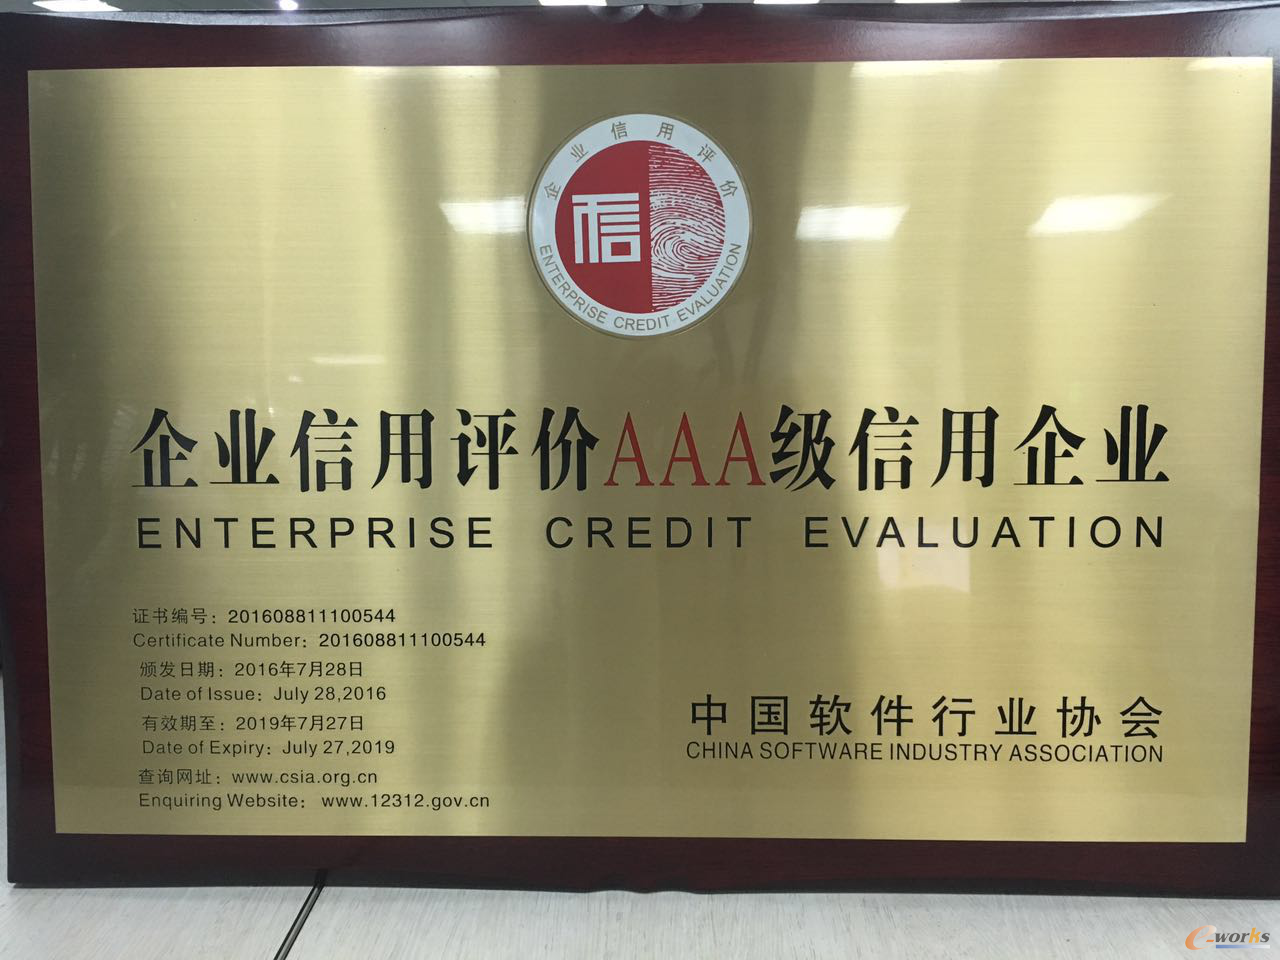 企业信用评价
信
ENTERPRISE CREDIT EVALUATION
企业信用评价AAA级信用企业
ENTERPRISE CREDIT EVALUATION
证书编号：201608811100544
Certificate Number：201608811100544
颁发日期：2016年7月28日
Date of Issue：July 28,2016
有效期至：2019年7月27日
Date of Expiry：July 27,2019
查询网址：www.csia.org.cn
Enquiring Website：www.12312.gov.cn
中国软件行业协会
CHINA SOFTWARE INDUSTRY ASSOCIATION
e-works